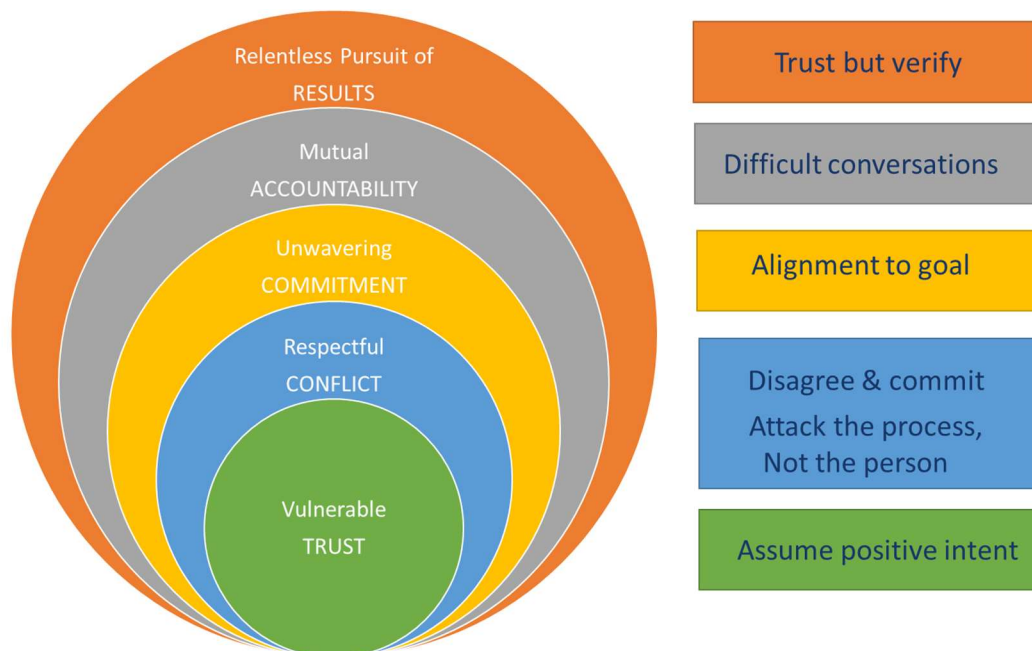 Relentless Pursuit of
RESULTS
Mutual
ACCOUNTABILITY
Unwavering
COMMITMENT
Respectful
CONFLICT
Vulnerable
TRUST
Trust but verify
Difficult conversations
Alignment to goal
Disagree & commit
Attack the process,
Not the person
Assume positive intent